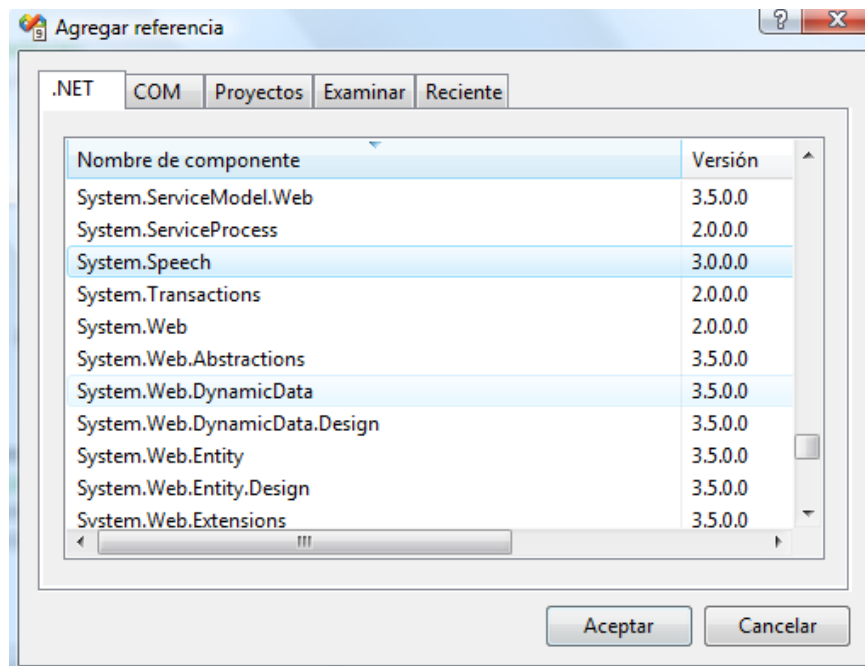 Agregar referencia
.NET COM Proyectos Examinar Reciente
Nombre de componente Versión
System.ServiceModel.Web 3.5.0.0
System.ServiceProcess 2.0.0.0
System.Speech 3.0.0.0
System.Transactions 2.0.0.0
System.Web 2.0.0.0
System.Web.Abstractions 3.5.0.0
System.Web.DynamicData 3.5.0.0
System.Web.DynamicData.Design 3.5.0.0
System.Web.Entity 3.5.0.0
System.Web.Entity.Design 3.5.0.0
System.Web.Extensions 3.5.0.0
Aceptar Cancelar